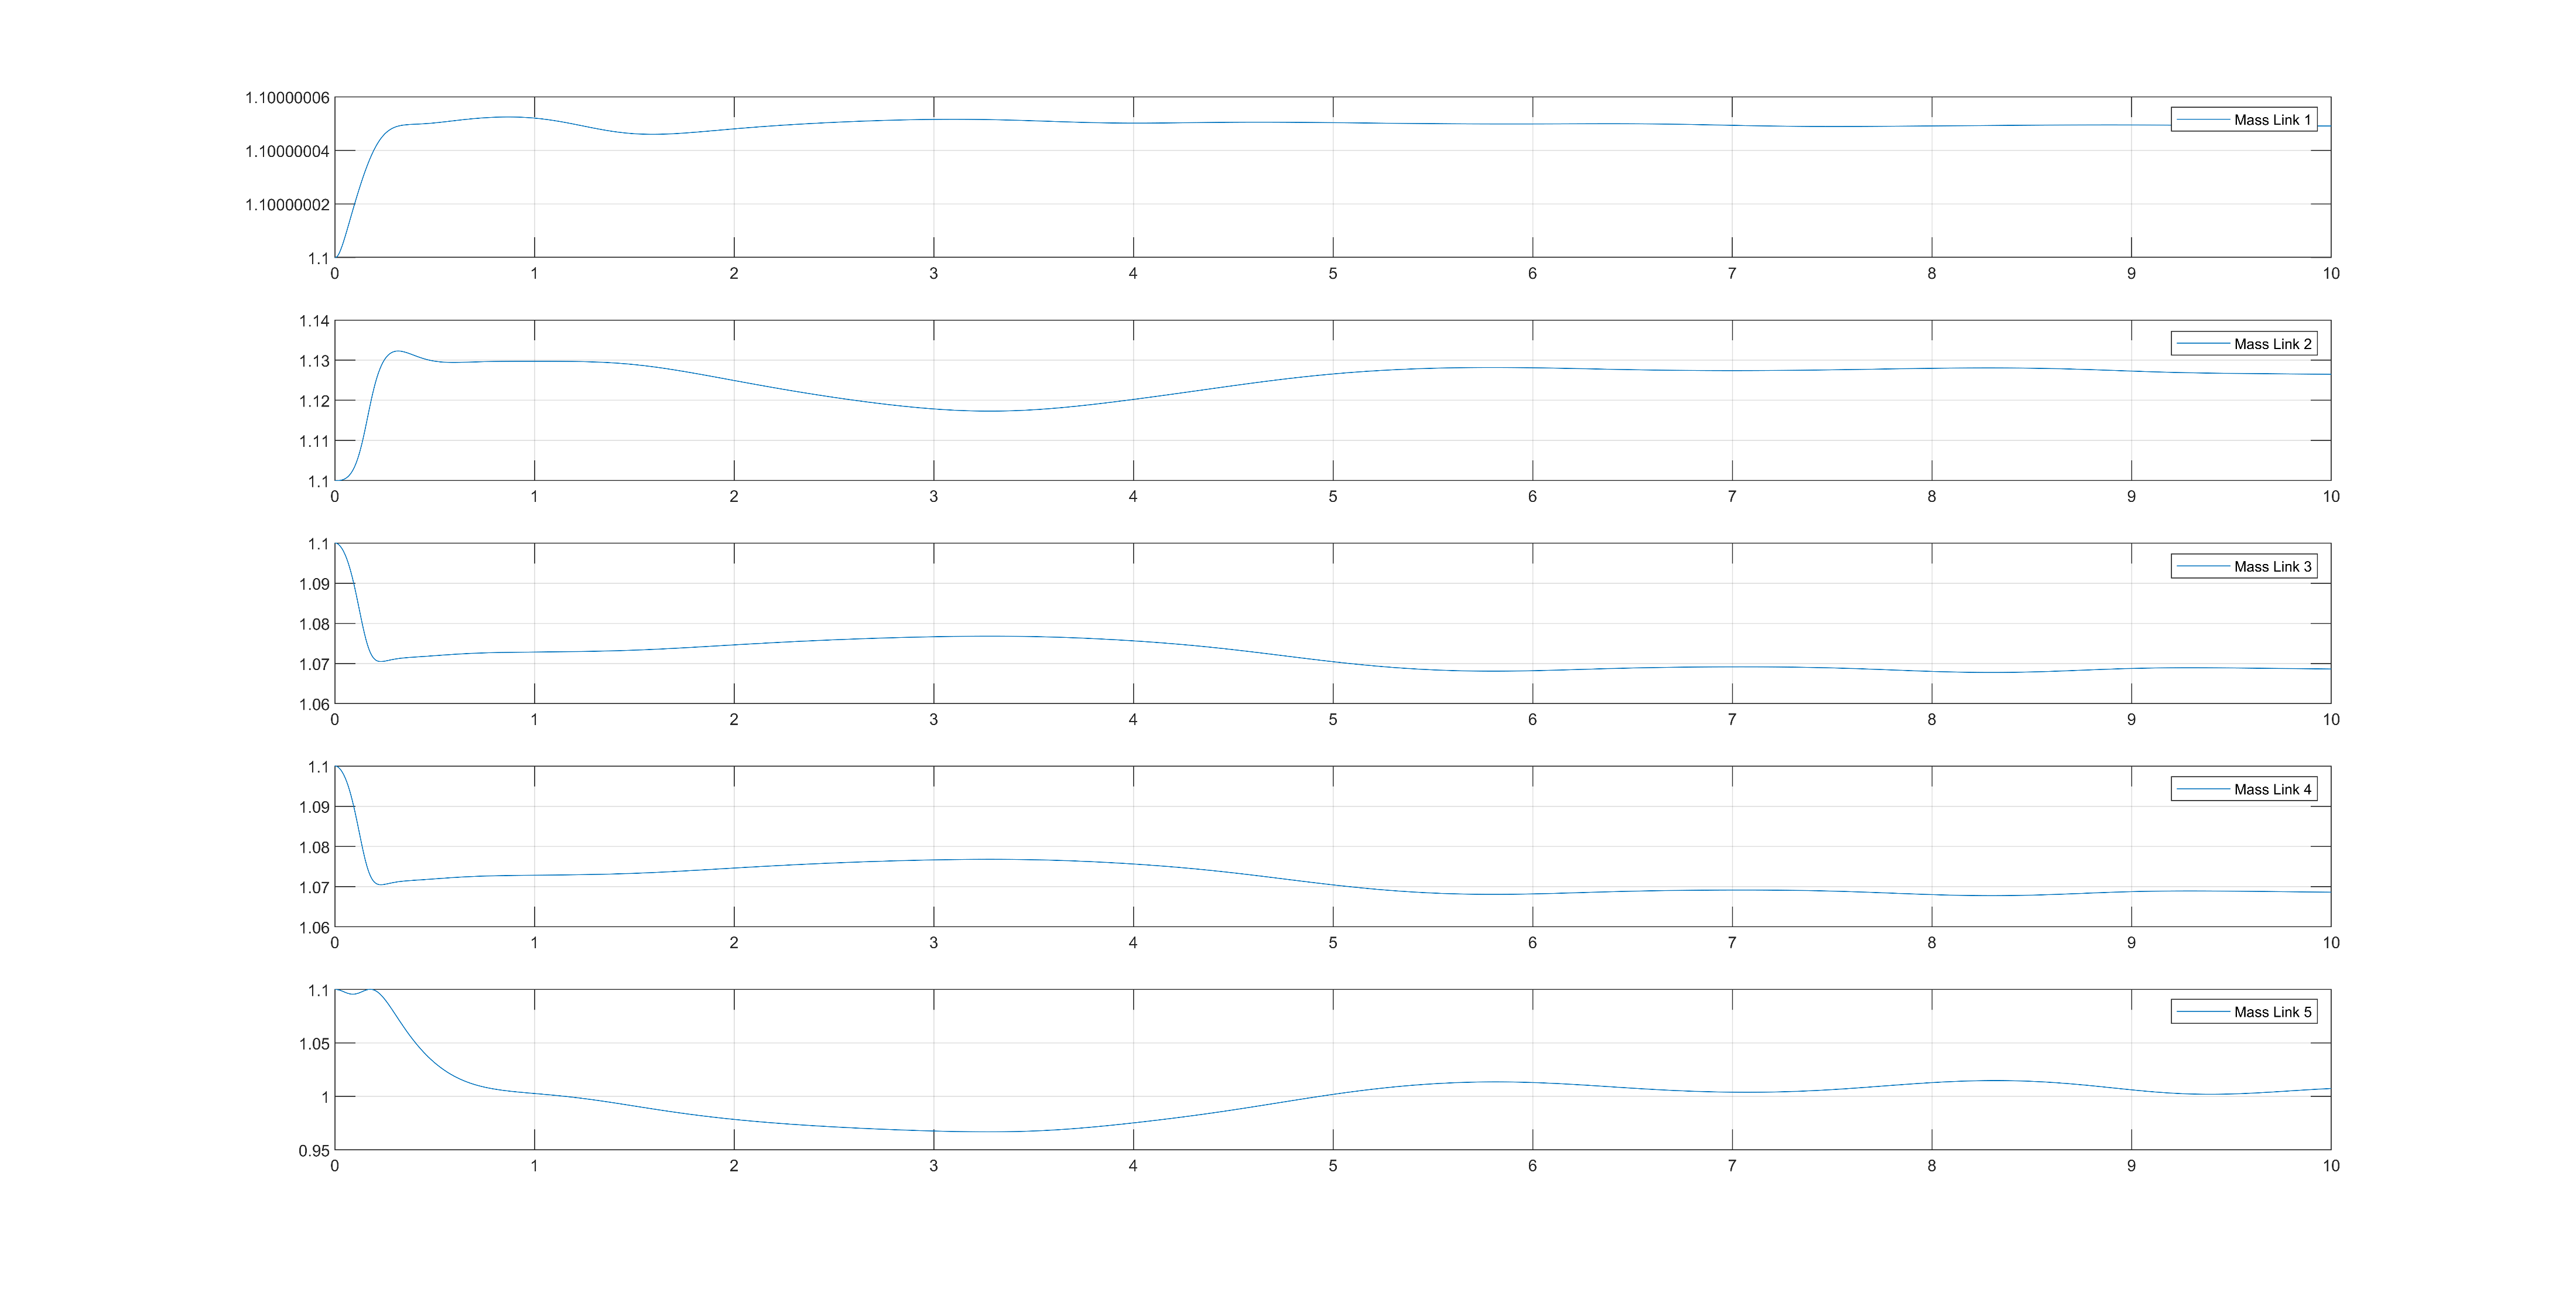 1.10000006
1.10000004
1.10000002
1.1
Mass Link 1
0 1 2 3 4 5 6 7 8 9 10
1.14
1.13
1.12
1.11
1.1
Mass Link 2
0 1 2 3 4 5 6 7 8 9 10
1.1
1.09
1.08
1.07
1.06
Mass Link 3
0 1 2 3 4 5 6 7 8 9 10
1.1
1.09
1.08
1.07
1.06
Mass Link 4
0 1 2 3 4 5 6 7 8 9 10
1.1
1.05
1
0.95
Mass Link 5
0 1 2 3 4 5 6 7 8 9 10